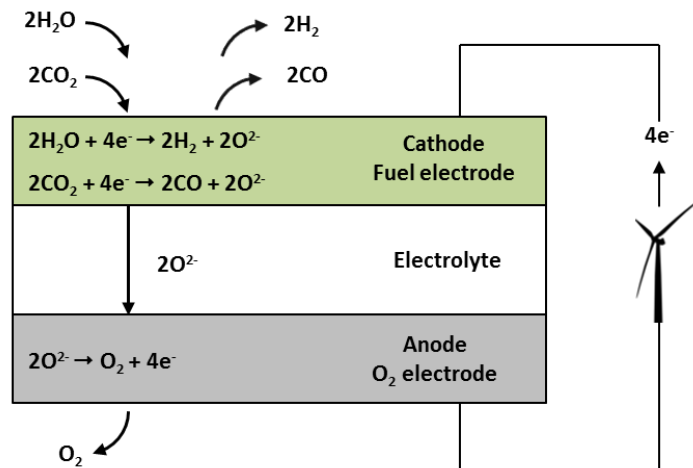 2H₂O
2H₂
2CO₂
2CO
2H₂O + 4e⁻ → 2H₂ + 2O²⁻
2CO₂ + 4e⁻ → 2CO + 2O²⁻
Cathode
Fuel electrode
4e⁻
2O²⁻
Electrolyte
2O²⁻ → O₂ + 4e⁻
Anode
O₂ electrode
O₂